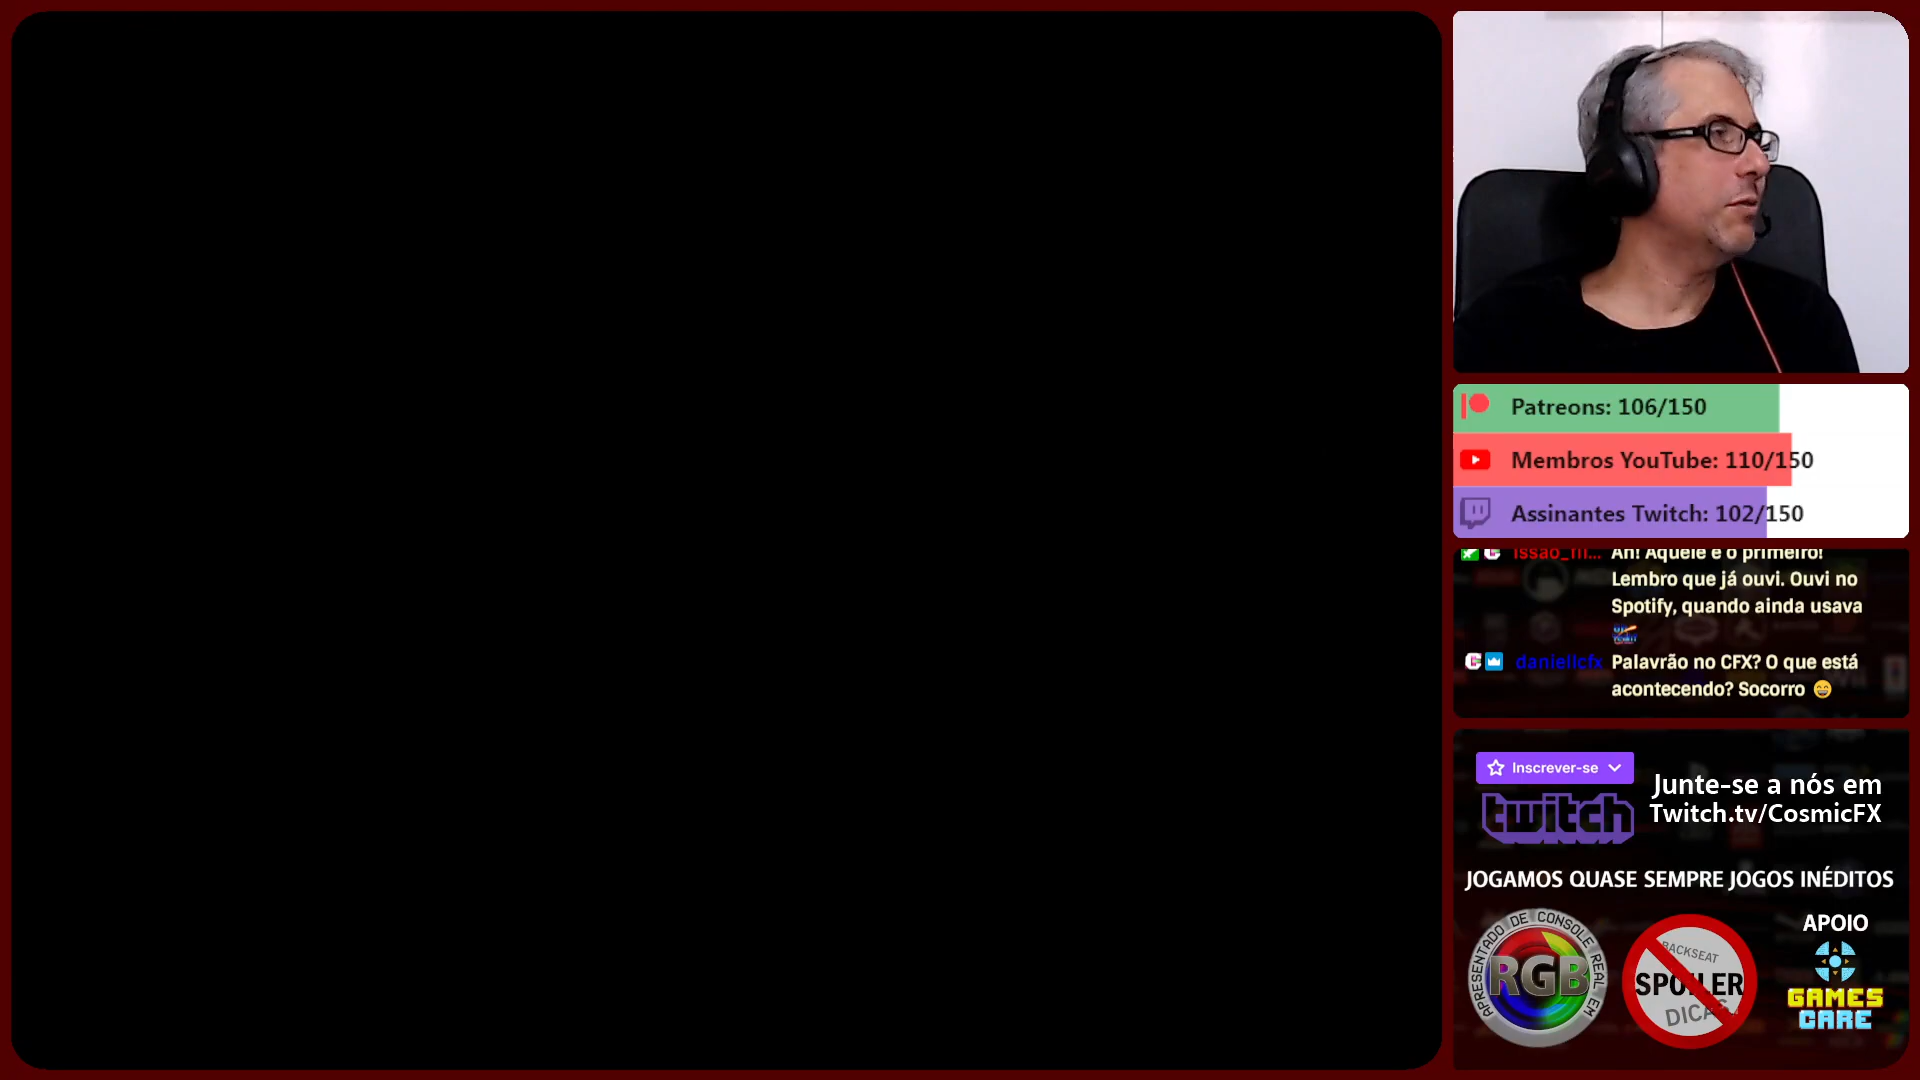 Patreons: 106/150
Membros YouTube: 110/150
Assinantes Twitch: 102/150
issao_fil... Ah! Aquele é o primeiro!
Lembro que já ouvi. Ouvi no
Spotify, quando ainda usava
daniellcfx Palavrão no CFX? O que está
acontecendo? Socorro
Inscrever-se
twitch
Junte-se a nós em
Twitch.tv/CosmicFX
JOGAMOS QUASE SEMPRE JOGOS INÉDITOS
APRESENTADO DE CONSOLE REAL EM
RGB
BACKSEAT
SPOILER
DICAS
APOIO
GAMES
CARE